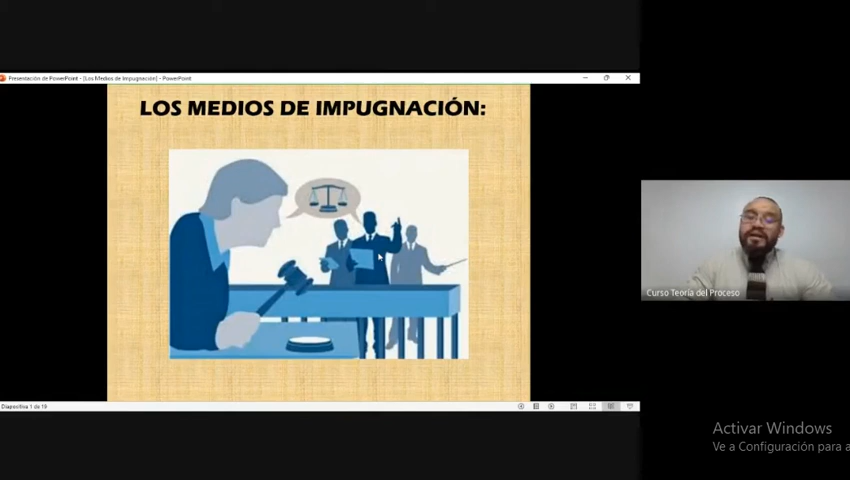 Presentación de PowerPoint - [Los Medios de Impugnación] - PowerPoint
LOS MEDIOS DE IMPUGNACIÓN:
Curso Teoría del Proceso
Diapositiva 1 de 19
Activar Windows
Ve a Configuración para a